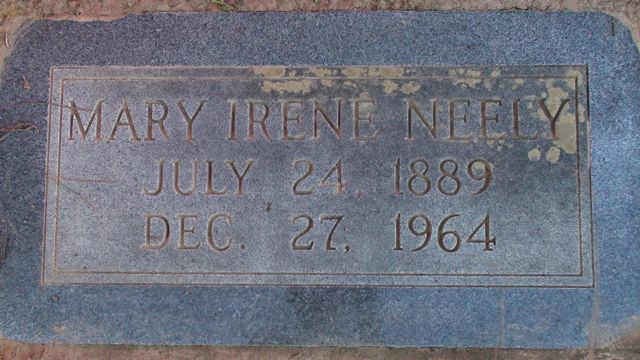 MARY IRENE NEELY
JULY 24, 1889
DEC. 27, 1964